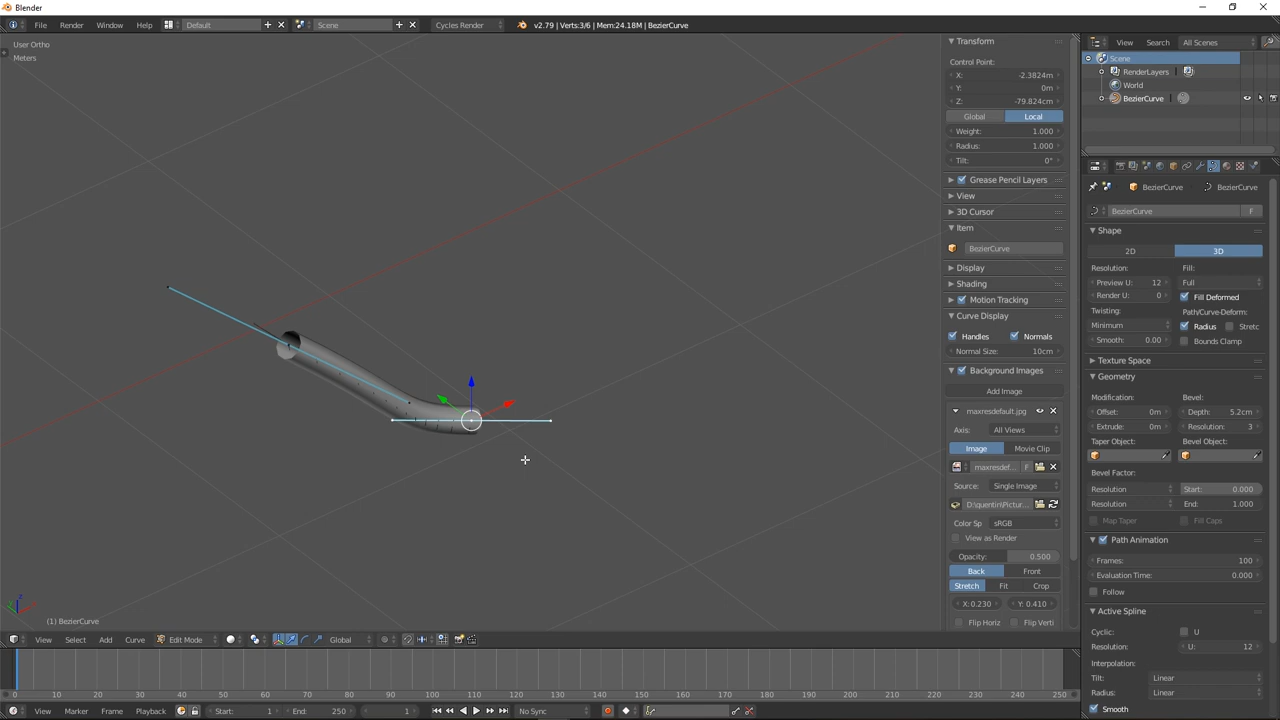 Blender
File Render Window Help Default Scene Cycles Render v2.79 | Verts:3/6 | Mem:24.18M | BezierCurve
User Ortho
Meters
(1) BezierCurve
View Select Add Curve Edit Mode Global
0 10 20 30 40 50 60 70 80 90 100 110 120 130 140 150 160 170 180 190 200 210 220 230 240 250
View Marker Frame Playback Start: 1 End: 250 1 No Sync
Transform
Control Point:
X: -2.3824m
Y: 0m
Z: -79.824cm
Global Local
Weight: 1.000
Radius: 1.000
Tilt: 0°
Grease Pencil Layers
View
3D Cursor
Item
BezierCurve
Display
Shading
Motion Tracking
Curve Display
Handles Normals
Normal Size: 10cm
Background Images
Add Image
maxresdefault.jpg
Axis: All Views
Image Movie Clip
maxresdef... F
Source: Single Image
D:\quentin\Pictur...
Color Sp sRGB
View as Render
Opacity: 0.500
Back Front
Stretch Fit Crop
X: 0.230 Y: 0.410
Flip Horiz Flip Verti
View Search All Scenes
Scene
RenderLayers |
World
BezierCurve |
BezierCurve BezierCurve
BezierCurve F
Shape
2D 3D
Resolution: Fill:
Preview U: 12 Full
Render U: 0 Fill Deformed
Twisting: Path/Curve-Deform:
Minimum Radius Stretc
Smooth: 0.00 Bounds Clamp
Texture Space
Geometry
Modification: Bevel:
Offset: 0m Depth: 5.2cm
Extrude: 0m Resolution: 3
Taper Object: Bevel Object:
Bevel Factor:
Resolution Start: 0.000
Resolution End: 1.000
Map Taper Fill Caps
Path Animation
Frames: 100
Evaluation Time: 0.000
Follow
Active Spline
Cyclic: U
Resolution: U: 12
Interpolation:
Tilt: Linear
Radius: Linear
Smooth